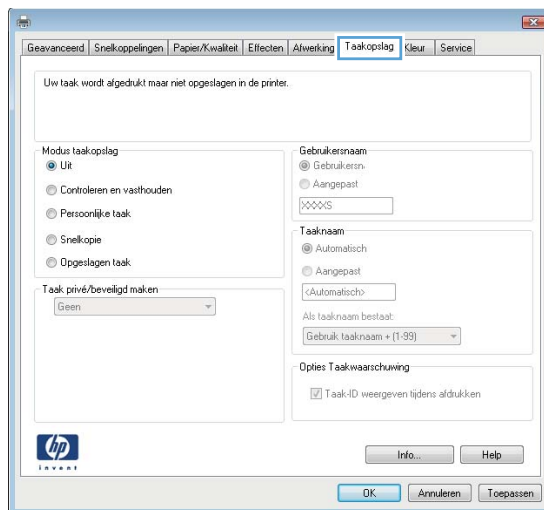 Geavanceerd Snelkoppelingen Papier/Kwaliteit Effecten Afwerking Taakopslag Kleur Service
Uw taak wordt afgedrukt maar niet opgeslagen in de printer.
Modus taakopslag
Uit
Controleren en vasthouden
Persoonlijke taak
Snelkopie
Opgeslagen taak
Taak privé/beveiligd maken
Geen
Gebruikersnaam
Gebruikersn.
Aangepast
XXXXS
Taaknaam
Automatisch
Aangepast
<Automatisch>
Als taaknaam bestaat:
Gebruik taaknaam + (1-99)
Opties Taakwaarschuwing
Taak-ID weergeven tijdens afdrukken
hp
invent
Info... Help
OK Annuleren Toepassen